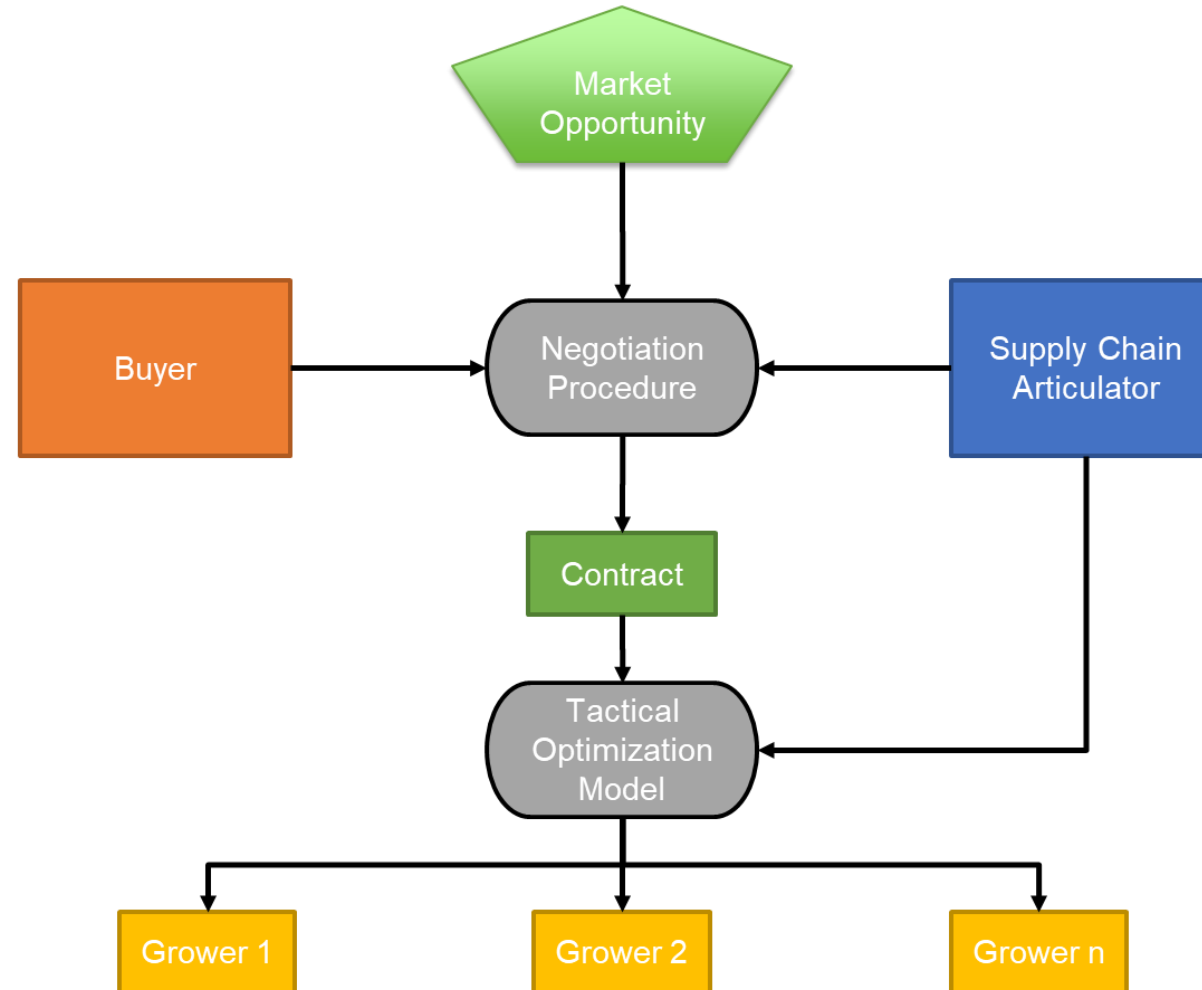 Market
Opportunity
Buyer
Negotiation
Procedure
Supply Chain
Articulator
Contract
Tactical
Optimization
Model
Grower 1
Grower 2
Grower n